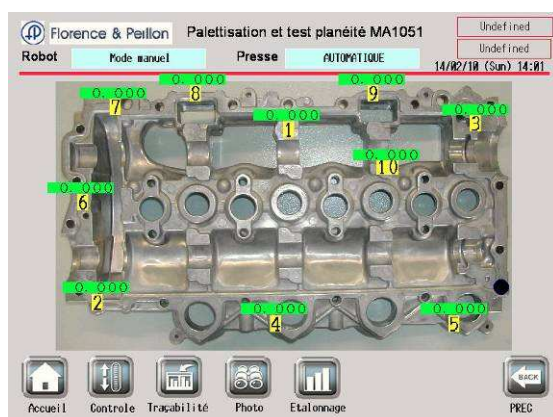 Florence & Peillon
Palettisation et test planéité MA1051
Undefined
Undefined
Robot
Mode manuel
Presse
AUTOMATIQUE
14/02/10 (Sun) 14:01
0.000
8
0.000
9
0.000
7
0.000
1
0.000
3
0.000
10
0.000
6
0.000
2
0.000
4
0.000
5
Accueil
Controle
Traçabilité
Photo
Etalonnage
BACK
PREC